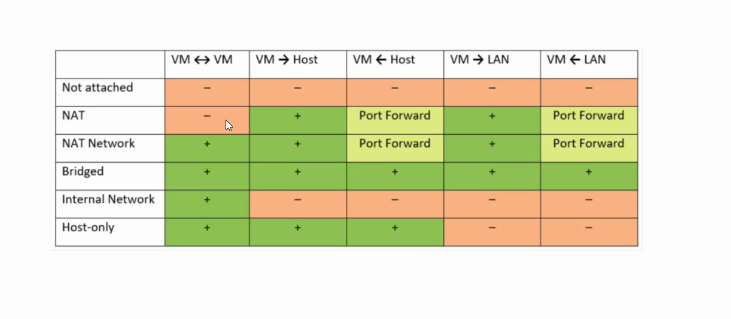 VM ↔ VM VM → Host VM ← Host VM → LAN VM ← LAN
Not attached – – – – –
NAT – + Port Forward + Port Forward
NAT Network + + Port Forward + Port Forward
Bridged + + + + +
Internal Network + – – – –
Host-only + + + – –